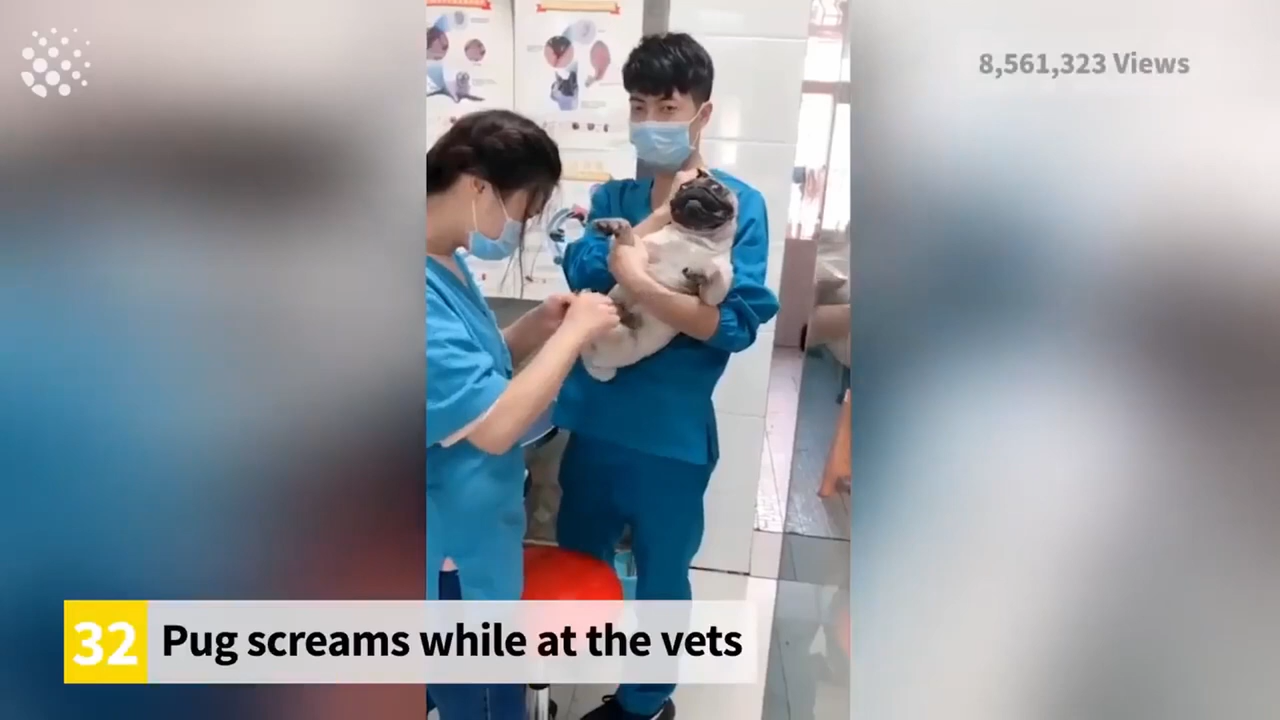 8,561,323 Views
32 Pug screams while at the vets